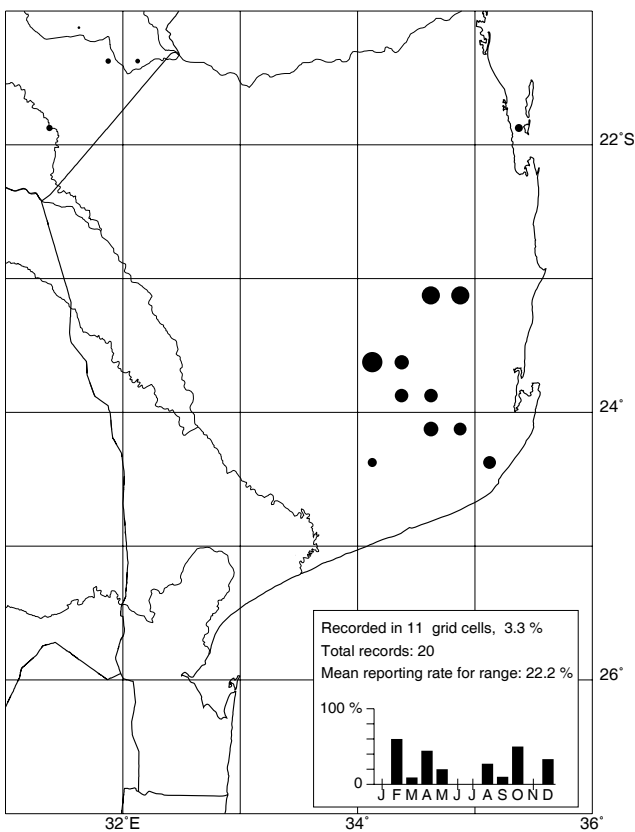 22˚S
24˚
Recorded in 11 grid cells, 3.3 %
Total records: 20
Mean reporting rate for range: 22.2 %
26˚
100 %
0
J F M A M J J A S O N D
32˚E
34
36˚